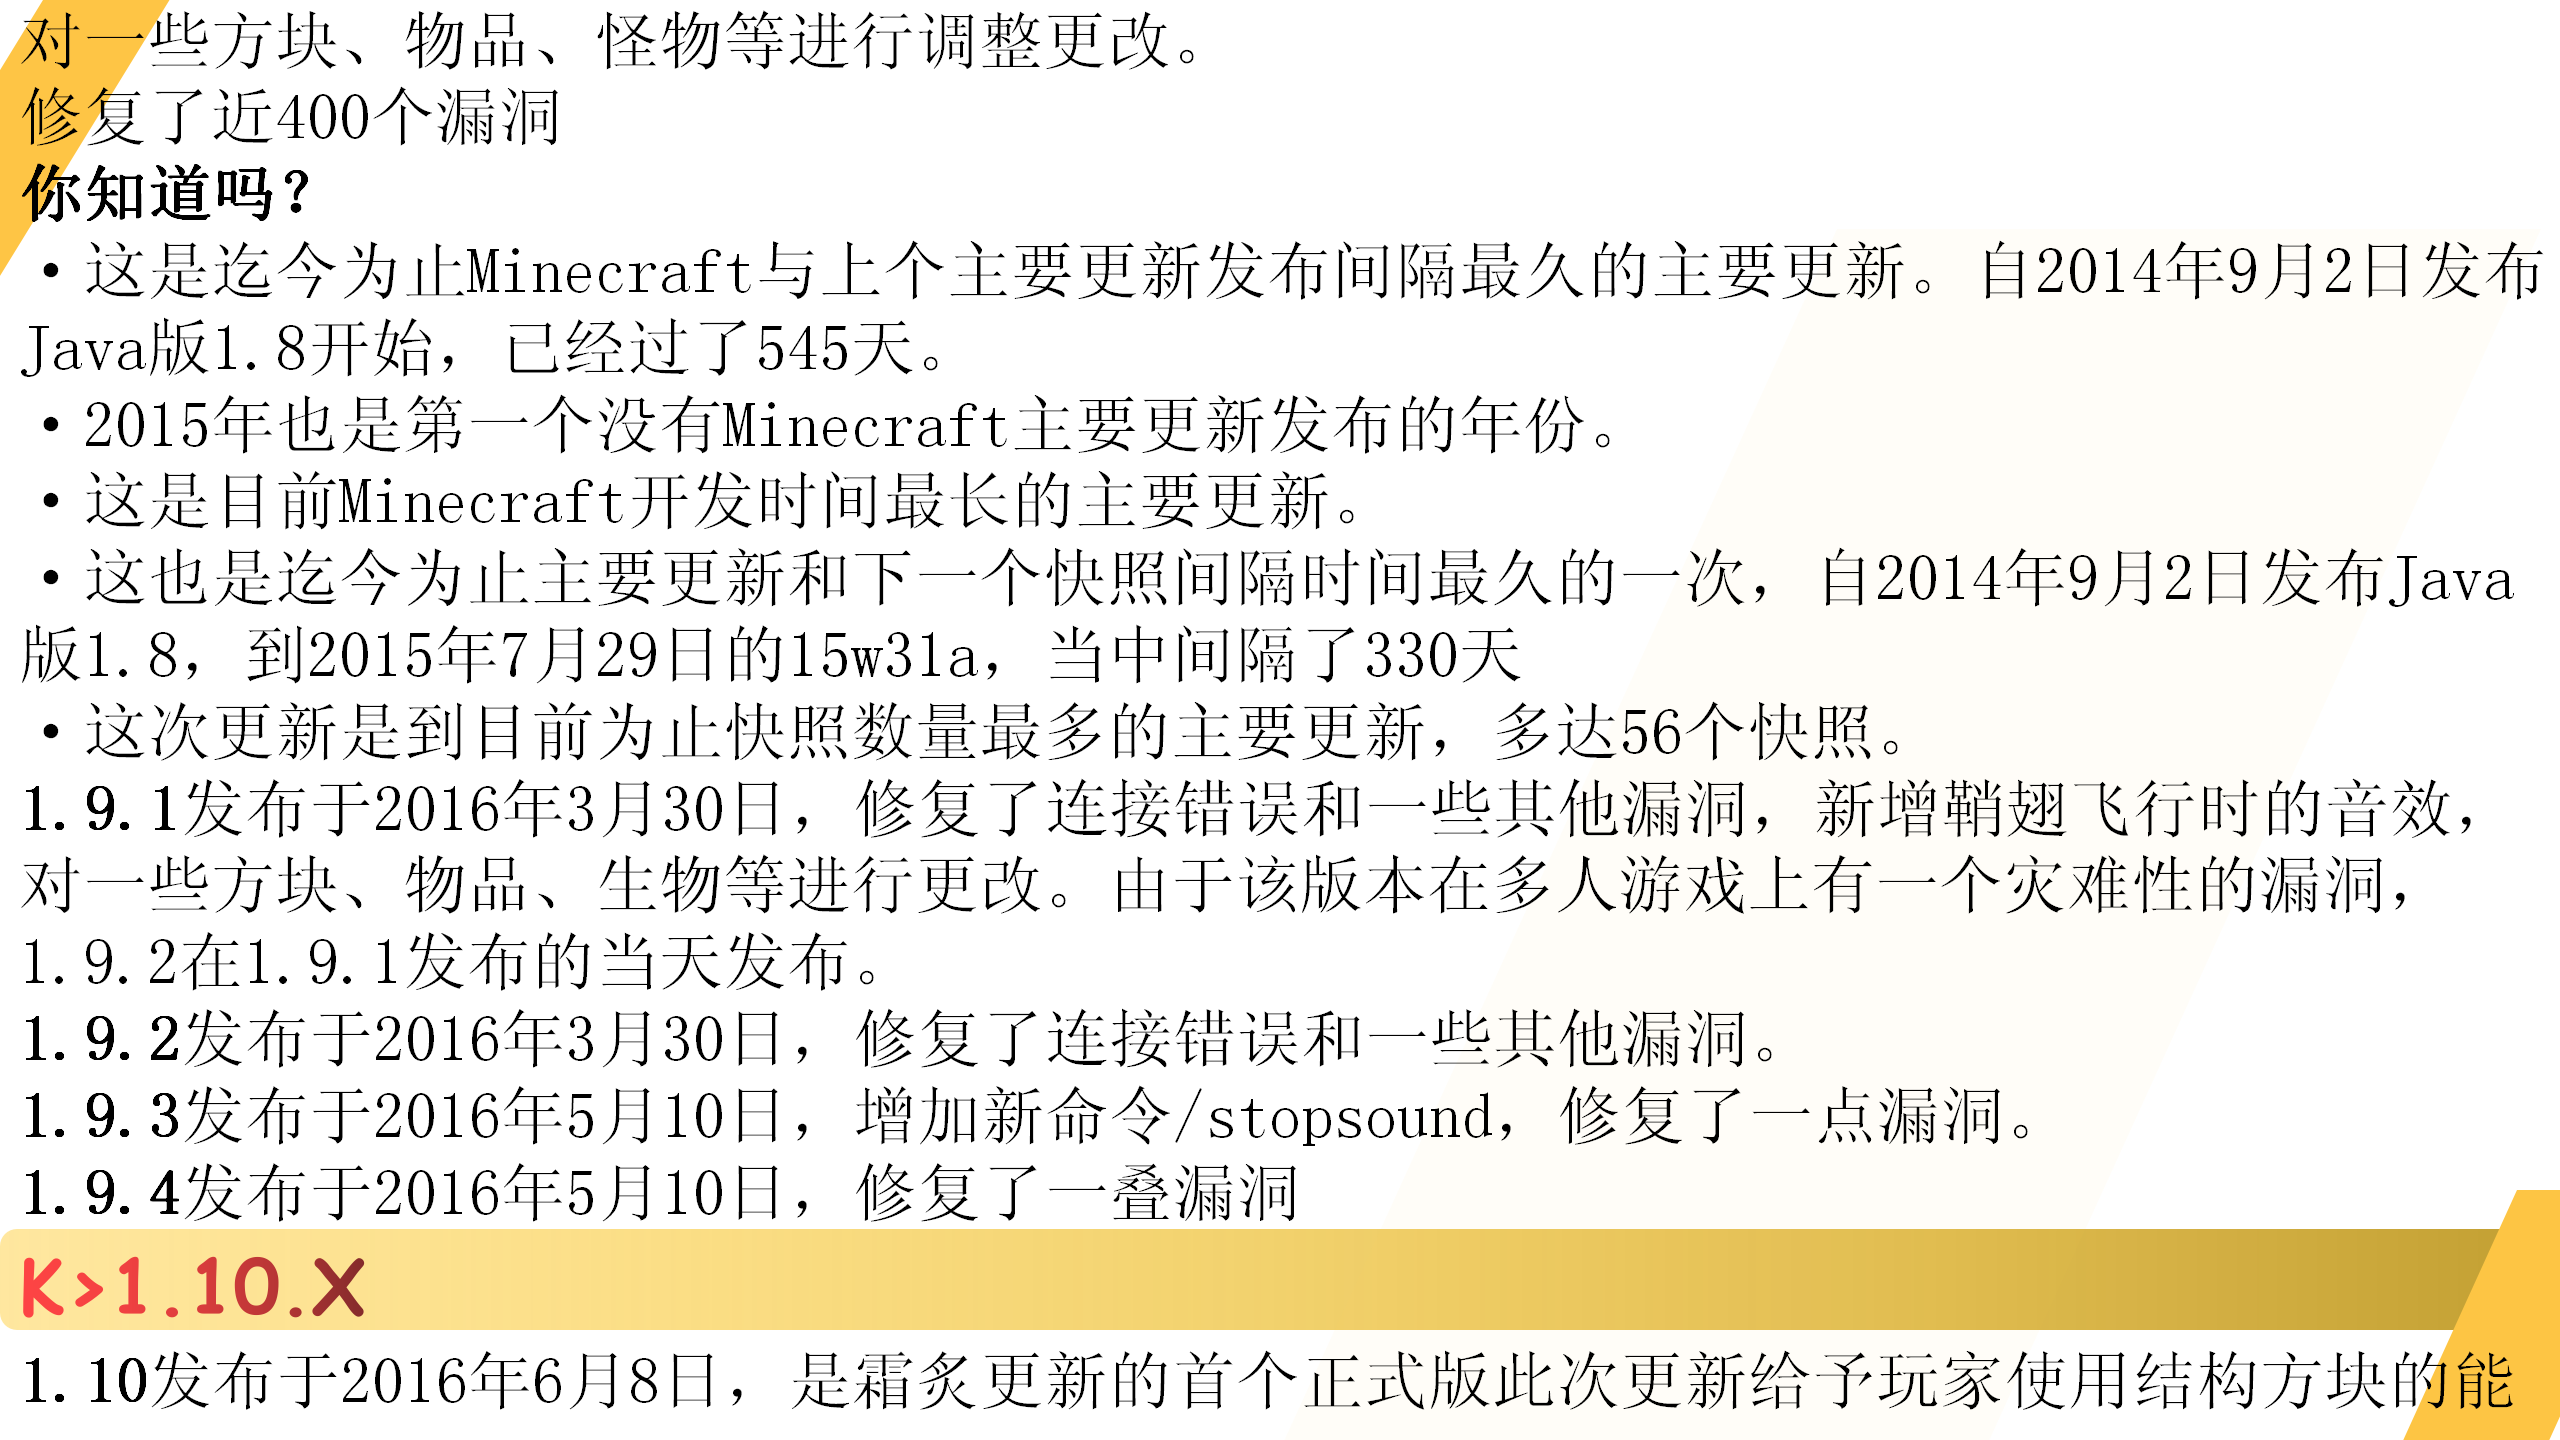 对一些方块、物品、怪物等进行调整更改。
修复了近400个漏洞
你知道吗？
•这是迄今为止Minecraft与上个主要更新发布间隔最久的主要更新。自2014年9月2日发布
Java版1.8开始，已经过了545天。
•2015年也是第一个没有Minecraft主要更新发布的年份。
•这是目前Minecraft开发时间最长的主要更新。
•这也是迄今为止主要更新和下一个快照间隔时间最久的一次，自2014年9月2日发布Java
版1.8，到2015年7月29日的15w31a，当中间隔了330天
•这次更新是到目前为止快照数量最多的主要更新，多达56个快照。
1.9.1发布于2016年3月30日，修复了连接错误和一些其他漏洞，新增鞘翅飞行时的音效，
对一些方块、物品、生物等进行更改。由于该版本在多人游戏上有一个灾难性的漏洞，
1.9.2在1.9.1发布的当天发布。
1.9.2发布于2016年3月30日，修复了连接错误和一些其他漏洞。
1.9.3发布于2016年5月10日，增加新命令/stopsound，修复了一点漏洞。
1.9.4发布于2016年5月10日，修复了一叠漏洞
K>1.10.X
1.10发布于2016年6月8日，是霜炙更新的首个正式版此次更新给予玩家使用结构方块的能